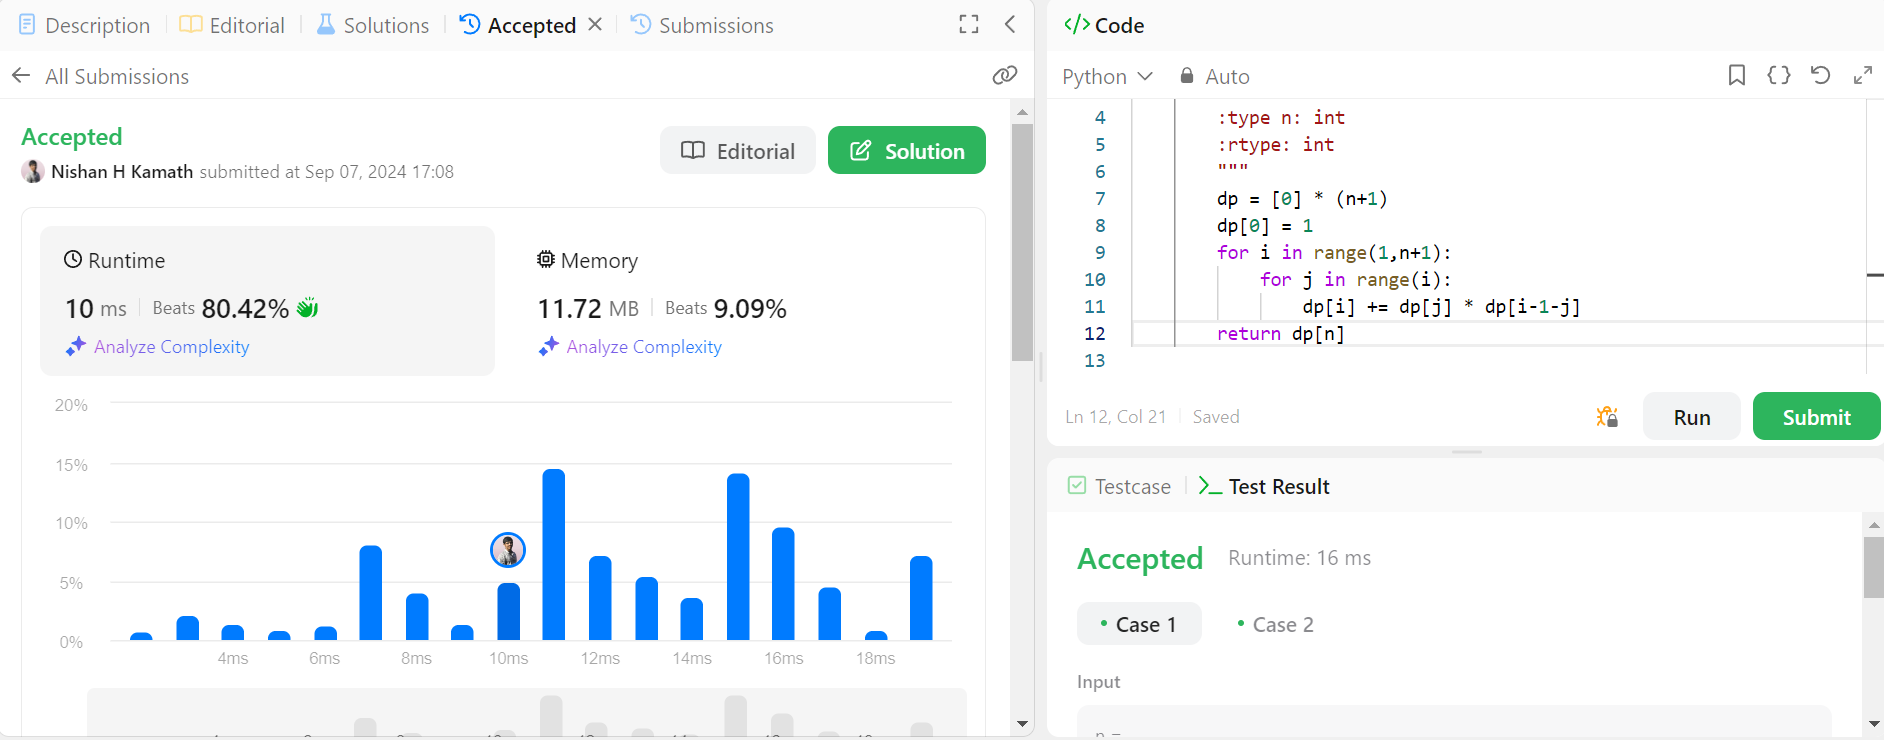 Description Editorial Solutions Accepted Submissions
All Submissions
Accepted
Nishan H Kamath submitted at Sep 07, 2024 17:08
Editorial
Solution
Runtime
10 ms Beats 80.42%
Analyze Complexity
Memory
11.72 MB Beats 9.09%
Analyze Complexity
20%
15%
10%
5%
0%
4ms 6ms 8ms 10ms 12ms 14ms 16ms 18ms
</> Code
Python Auto
4 :type n: int
5 :rtype: int
6 """
7 dp = [0] * (n+1)
8 dp[0] = 1
9 for i in range(1,n+1):
10 for j in range(i):
11 dp[i] += dp[j] * dp[i-1-j]
12 return dp[n]
13
Ln 12, Col 21 Saved
Run Submit
Testcase >_ Test Result
Accepted Runtime: 16 ms
• Case 1 • Case 2
Input
n =